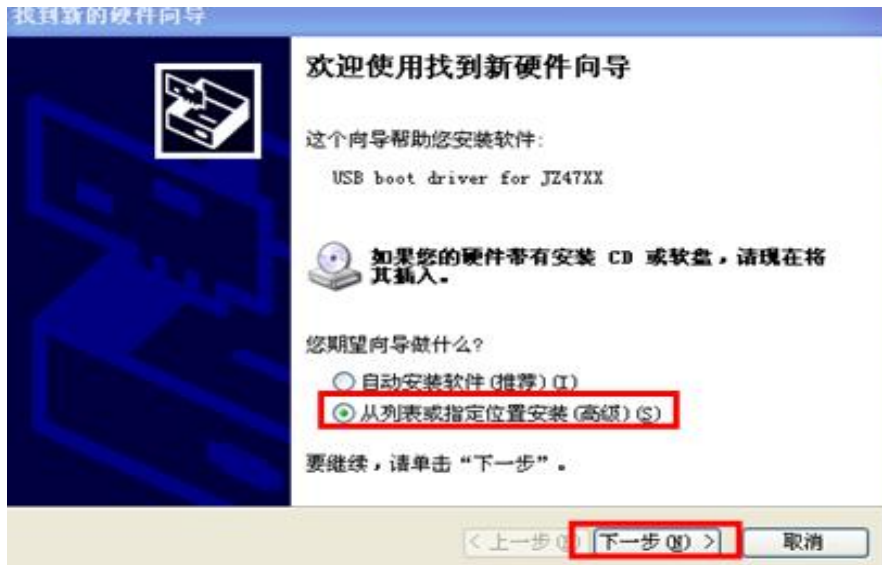 找到新的硬件向导
欢迎使用找到新硬件向导
这个向导帮助您安装软件:
USB boot driver for JZ47XX
如果您的硬件带有安装 CD 或软盘，请现在将
其插入。
您期望向导做什么?
自动安装软件(推荐)(I)
从列表或指定位置安装(高级)(S)
要继续，请单击“下一步”。
<上一步(B) 下一步(N) > 取消